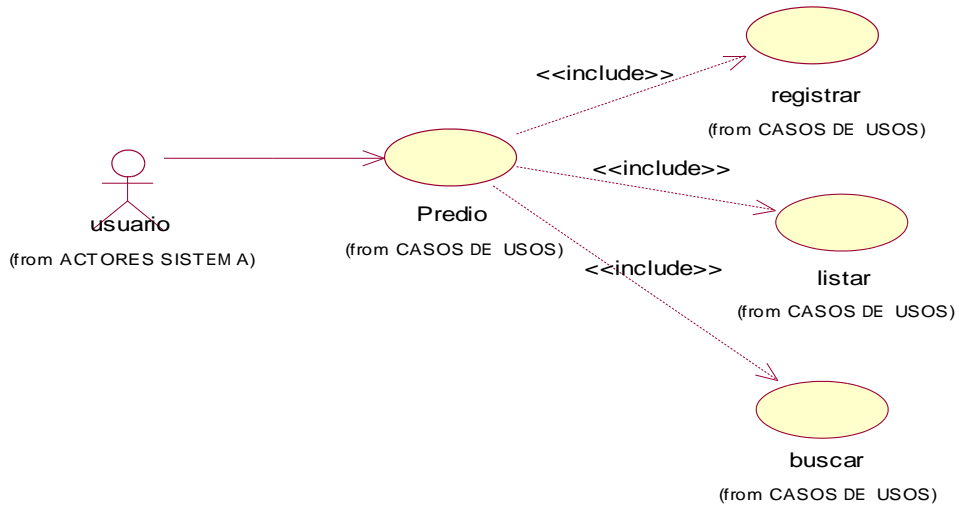 <<include>>
registrar
(from CASOS DE USOS)
<<include>>
usuario
(from ACTORES SISTEMA)
Predio
(from CASOS DE USOS)
<<include>>
listar
(from CASOS DE USOS)
buscar
(from CASOS DE USOS)